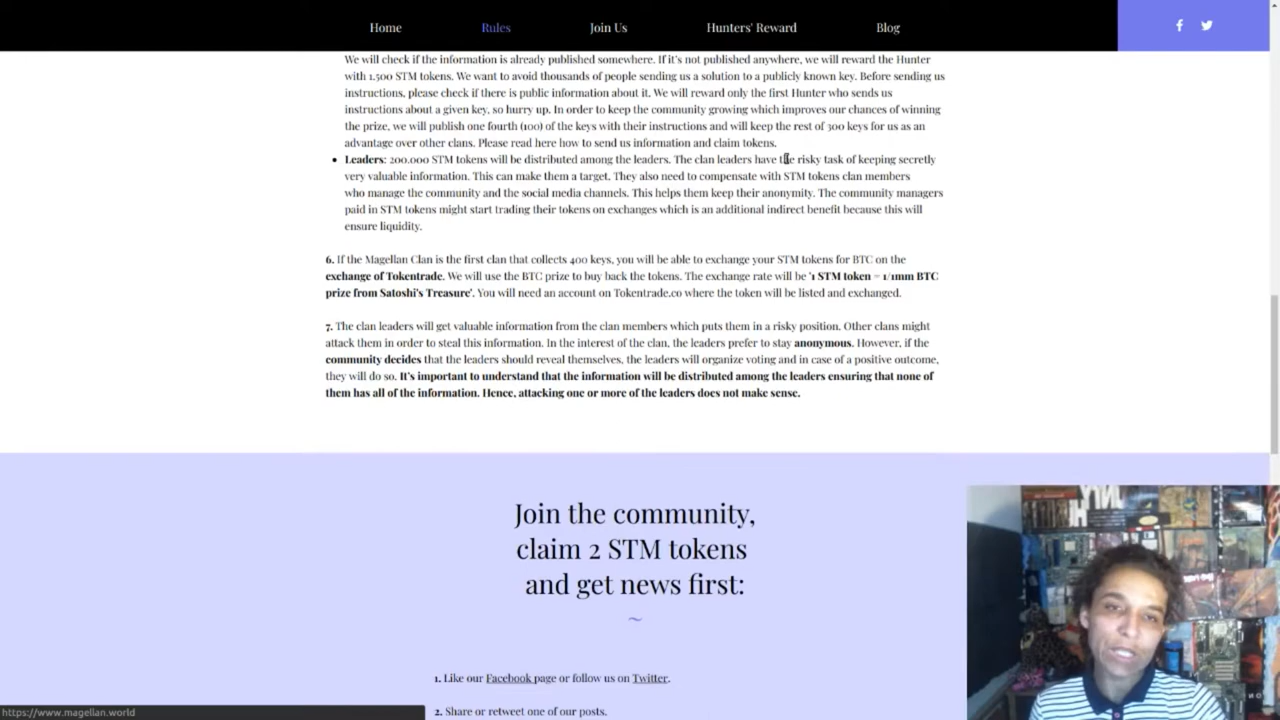 Home Rules Join Us Hunters' Reward Blog
We will check if the information is already published somewhere. If it's not published anywhere, we will reward the Hunter
with 1.500 STM tokens. We want to avoid thousands of people sending us a solution to a publicly known key. Before sending us
instructions, please check if there is public information about it. We will reward only the first Hunter who sends us
instructions about a given key, so hurry up. In order to keep the community growing which improves our chances of winning
the prize, we will publish one fourth (100) of the keys with their instructions and will keep the rest of 300 keys for us as an
advantage over other clans. Please read here how to send us information and claim tokens.
Leaders: 200.000 STM tokens will be distributed among the leaders. The clan leaders have the risky task of keeping secretly
very valuable information. This can make them a target. They also need to compensate with STM tokens clan members
who manage the community and the social media channels. This helps them keep their anonymity. The community managers
paid in STM tokens might start trading their tokens on exchanges which is an additional indirect benefit because this will
ensure liquidity.
6. If the Magellan Clan is the first clan that collects 400 keys, you will be able to exchange your STM tokens for BTC on the
exchange of Tokentrade. We will use the BTC prize to buy back the tokens. The exchange rate will be '1 STM token = 1/1mm BTC
prize from Satoshi's Treasure'. You will need an account on Tokentrade.co where the token will be listed and exchanged.
7. The clan leaders will get valuable information from the clan members which puts them in a risky position. Other clans might
attack them in order to steal this information. In the interest of the clan, the leaders prefer to stay anonymous. However, if the
community decides that the leaders should reveal themselves, the leaders will organize voting and in case of a positive outcome,
they will do so. It's important to understand that the information will be distributed among the leaders ensuring that none of
them has all of the information. Hence, attacking one or more of the leaders does not make sense.
Join the community,
claim 2 STM tokens
and get news first:
~
1. Like our Facebook page or follow us on Twitter.
2. Share or retweet one of our posts.
https://www.magellan.world